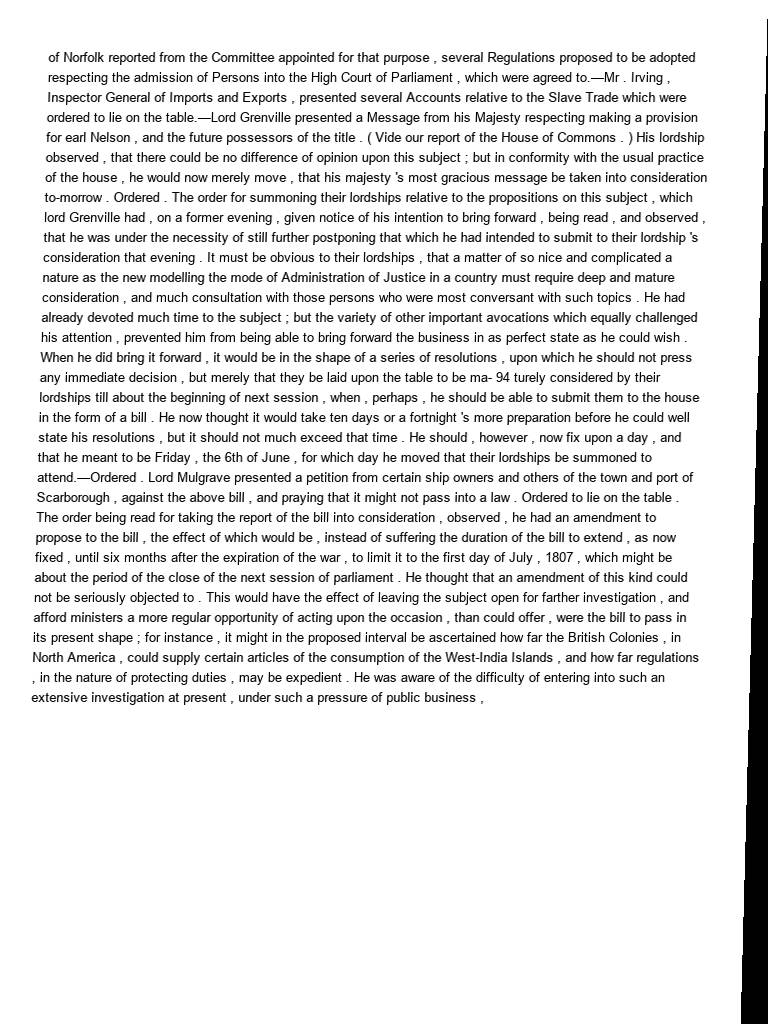 of Norfolk reported from the Committee appointed for that purpose , several Regulations proposed to be adopted
respecting the admission of Persons into the High Court of Parliament , which were agreed to.—Mr . Irving ,
Inspector General of Imports and Exports , presented several Accounts relative to the Slave Trade which were
ordered to lie on the table.—Lord Grenville presented a Message from his Majesty respecting making a provision
for earl Nelson , and the future possessors of the title . ( Vide our report of the House of Commons . ) His lordship
observed , that there could be no difference of opinion upon this subject ; but in conformity with the usual practice
of the house , he would now merely move , that his majesty 's most gracious message be taken into consideration
to-morrow . Ordered . The order for summoning their lordships relative to the propositions on this subject , which
lord Grenville had , on a former evening , given notice of his intention to bring forward , being read , and observed ,
that he was under the necessity of still further postponing that which he had intended to submit to their lordship 's
consideration that evening . It must be obvious to their lordships , that a matter of so nice and complicated a
nature as the new modelling the mode of Administration of Justice in a country must require deep and mature
consideration , and much consultation with those persons who were most conversant with such topics . He had
already devoted much time to the subject ; but the variety of other important avocations which equally challenged
his attention , prevented him from being able to bring forward the business in as perfect state as he could wish .
When he did bring it forward , it would be in the shape of a series of resolutions , upon which he should not press
any immediate decision , but merely that they be laid upon the table to be ma- 94 turely considered by their
lordships till about the beginning of next session , when , perhaps , he should be able to submit them to the house
in the form of a bill . He now thought it would take ten days or a fortnight 's more preparation before he could well
state his resolutions , but it should not much exceed that time . He should , however , now fix upon a day , and
that he meant to be Friday , the 6th of June , for which day he moved that their lordships be summoned to
attend.—Ordered . Lord Mulgrave presented a petition from certain ship owners and others of the town and port of
Scarborough , against the above bill , and praying that it might not pass into a law . Ordered to lie on the table .
The order being read for taking the report of the bill into consideration , observed , he had an amendment to
propose to the bill , the effect of which would be , instead of suffering the duration of the bill to extend , as now
fixed , until six months after the expiration of the war , to limit it to the first day of July , 1807 , which might be
about the period of the close of the next session of parliament . He thought that an amendment of this kind could
not be seriously objected to . This would have the effect of leaving the subject open for farther investigation , and
afford ministers a more regular opportunity of acting upon the occasion , than could offer , were the bill to pass in
its present shape ; for instance , it might in the proposed interval be ascertained how far the British Colonies , in
North America , could supply certain articles of the consumption of the West-India Islands , and how far regulations
, in the nature of protecting duties , may be expedient . He was aware of the difficulty of entering into such an
extensive investigation at present , under such a pressure of public business ,